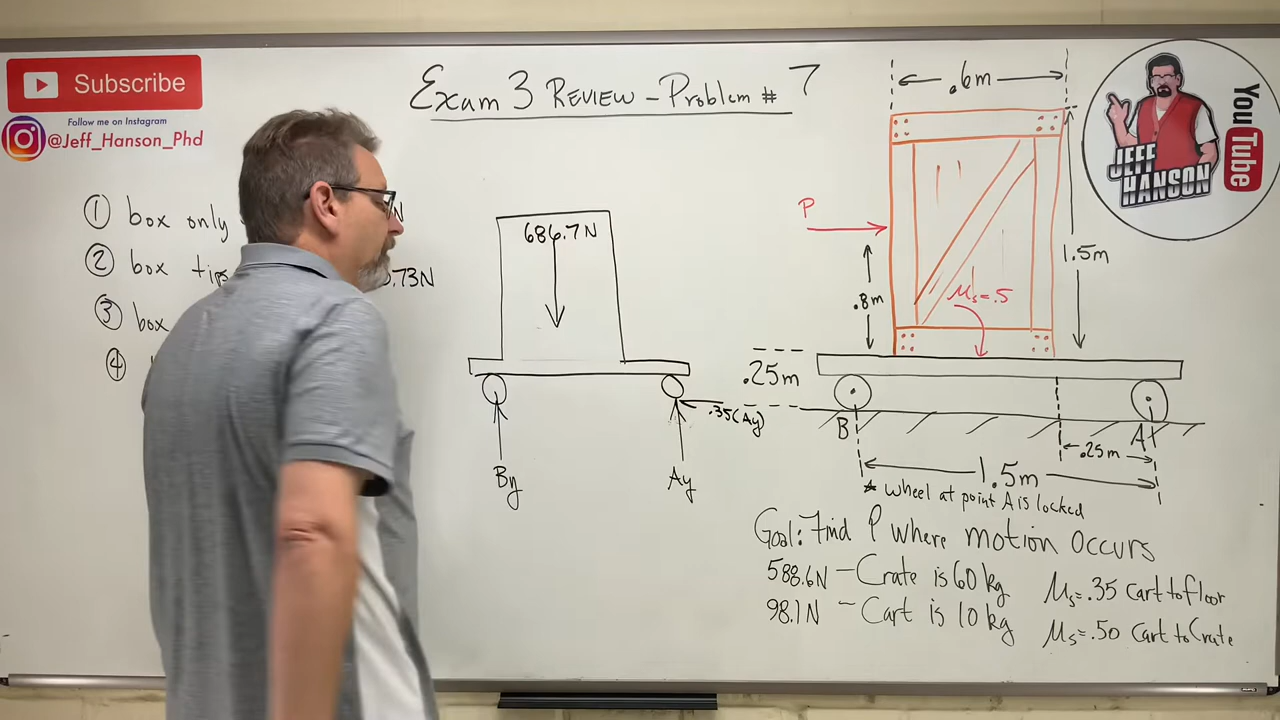 Subscribe
Follow me on Instagram
@Jeff_Hanson_Phd
Exam 3 Review - Problem # 7
① box only
N
② box tips
0.73N
③ box
④
686.7N
.35(Ay)
By
Ay
.6m
P
.8m
μs=.5
1.5m
.25m
B
A
.25m
1.5m
* wheel at point A is locked
Goal: Find P where motion occurs
588.6N - Crate is 60 kg
μs=.35 Cart to floor
98.1N - Cart is 10 kg
μs=.50 Cart to Crate
JEFF
HANSON
YouTube